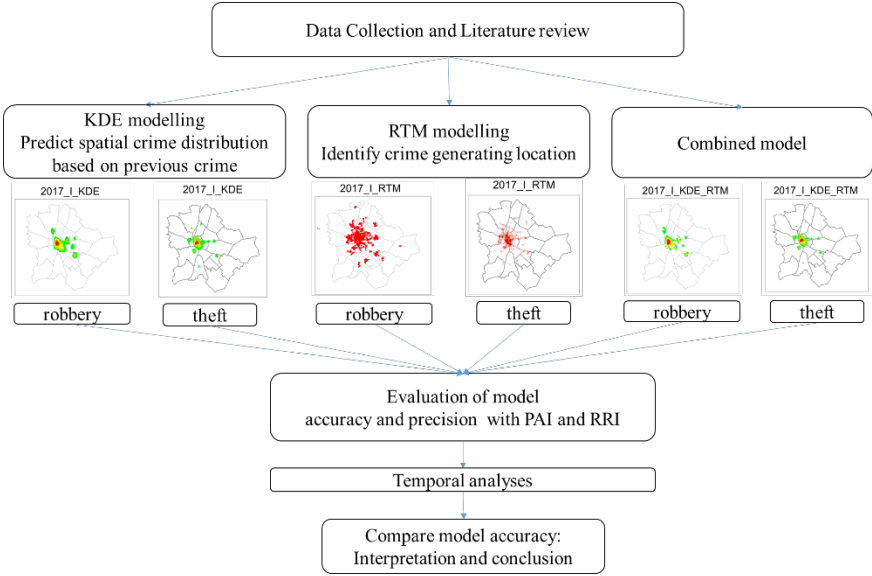 Data Collection and Literature review
KDE modelling
Predict spatial crime distribution
based on previous crime
RTM modelling
Identify crime generating location
Combined model
2017_I_KDE
2017_I_KDE
2017_I_RTM
2017_I_RTM
2017_I_KDE_RTM
2017_I_KDE_RTM
robbery
theft
robbery
theft
robbery
theft
Evaluation of model
accuracy and precision with PAI and RRI
Temporal analyses
Compare model accuracy:
Interpretation and conclusion